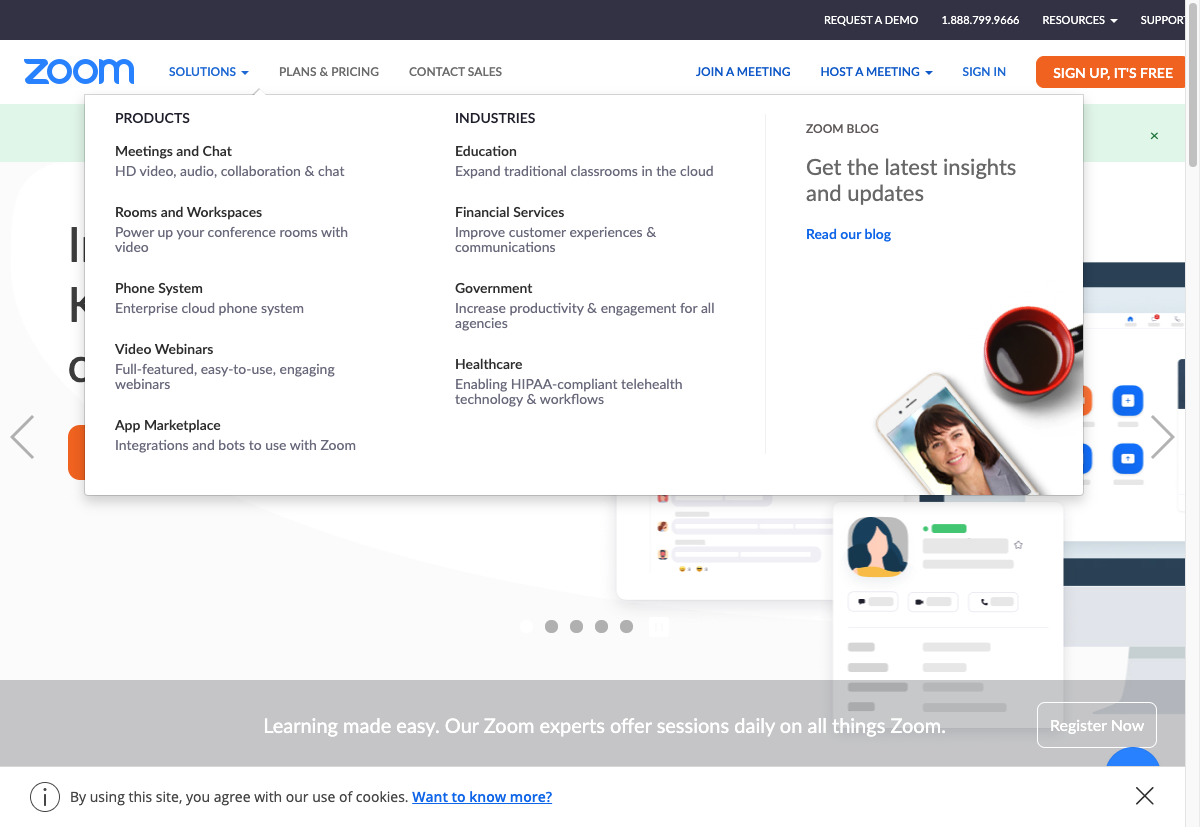 REQUEST A DEMO 1.888.799.9666 RESOURCES SUPPOR
zoom SOLUTIONS PLANS & PRICING CONTACT SALES JOIN A MEETING HOST A MEETING SIGN IN SIGN UP, IT'S FREE
PRODUCTS
Meetings and Chat
HD video, audio, collaboration & chat
Rooms and Workspaces
Power up your conference rooms with
video
Phone System
Enterprise cloud phone system
Video Webinars
Full-featured, easy-to-use, engaging
webinars
App Marketplace
Integrations and bots to use with Zoom
INDUSTRIES
Education
Expand traditional classrooms in the cloud
Financial Services
Improve customer experiences &
communications
Government
Increase productivity & engagement for all
agencies
Healthcare
Enabling HIPAA-compliant telehealth
technology & workflows
ZOOM BLOG
Get the latest insights
and updates
Read our blog
Learning made easy. Our Zoom experts offer sessions daily on all things Zoom.
Register Now
By using this site, you agree with our use of cookies. Want to know more?